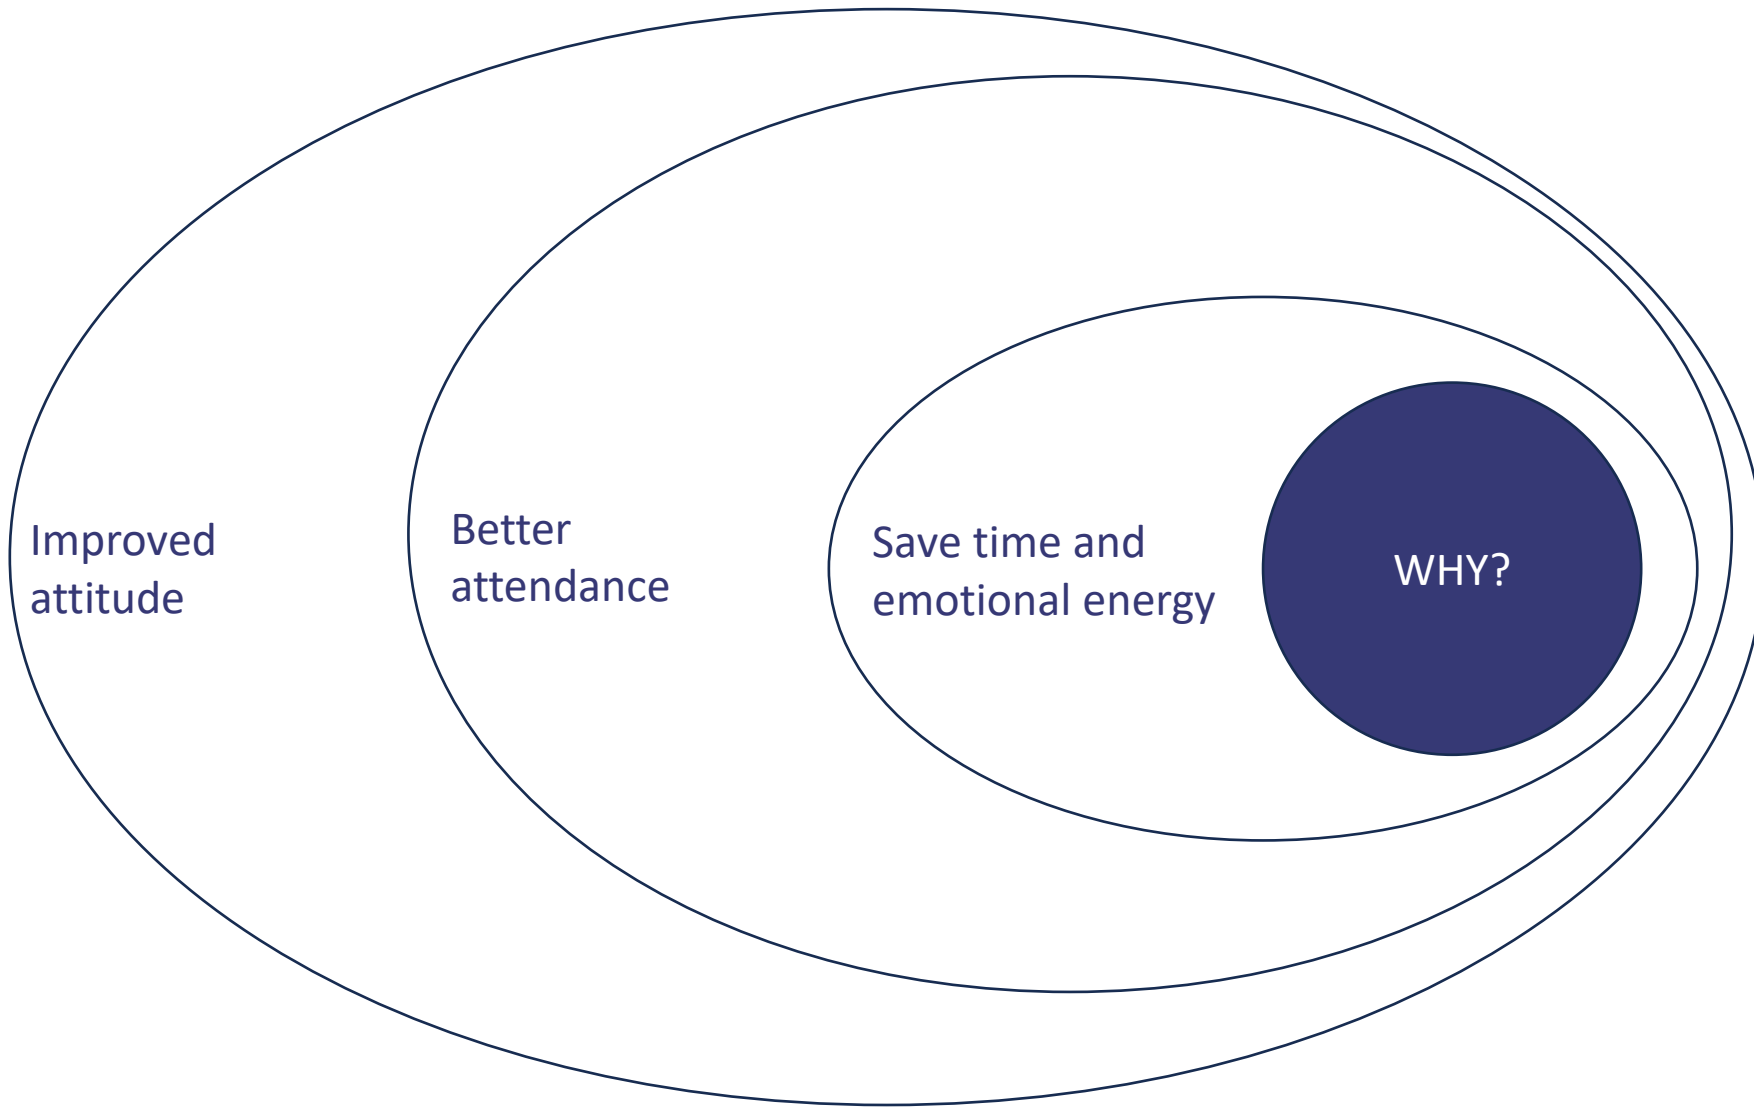 Improved
attitude
Better
attendance
Save time and
emotional energy
WHY?